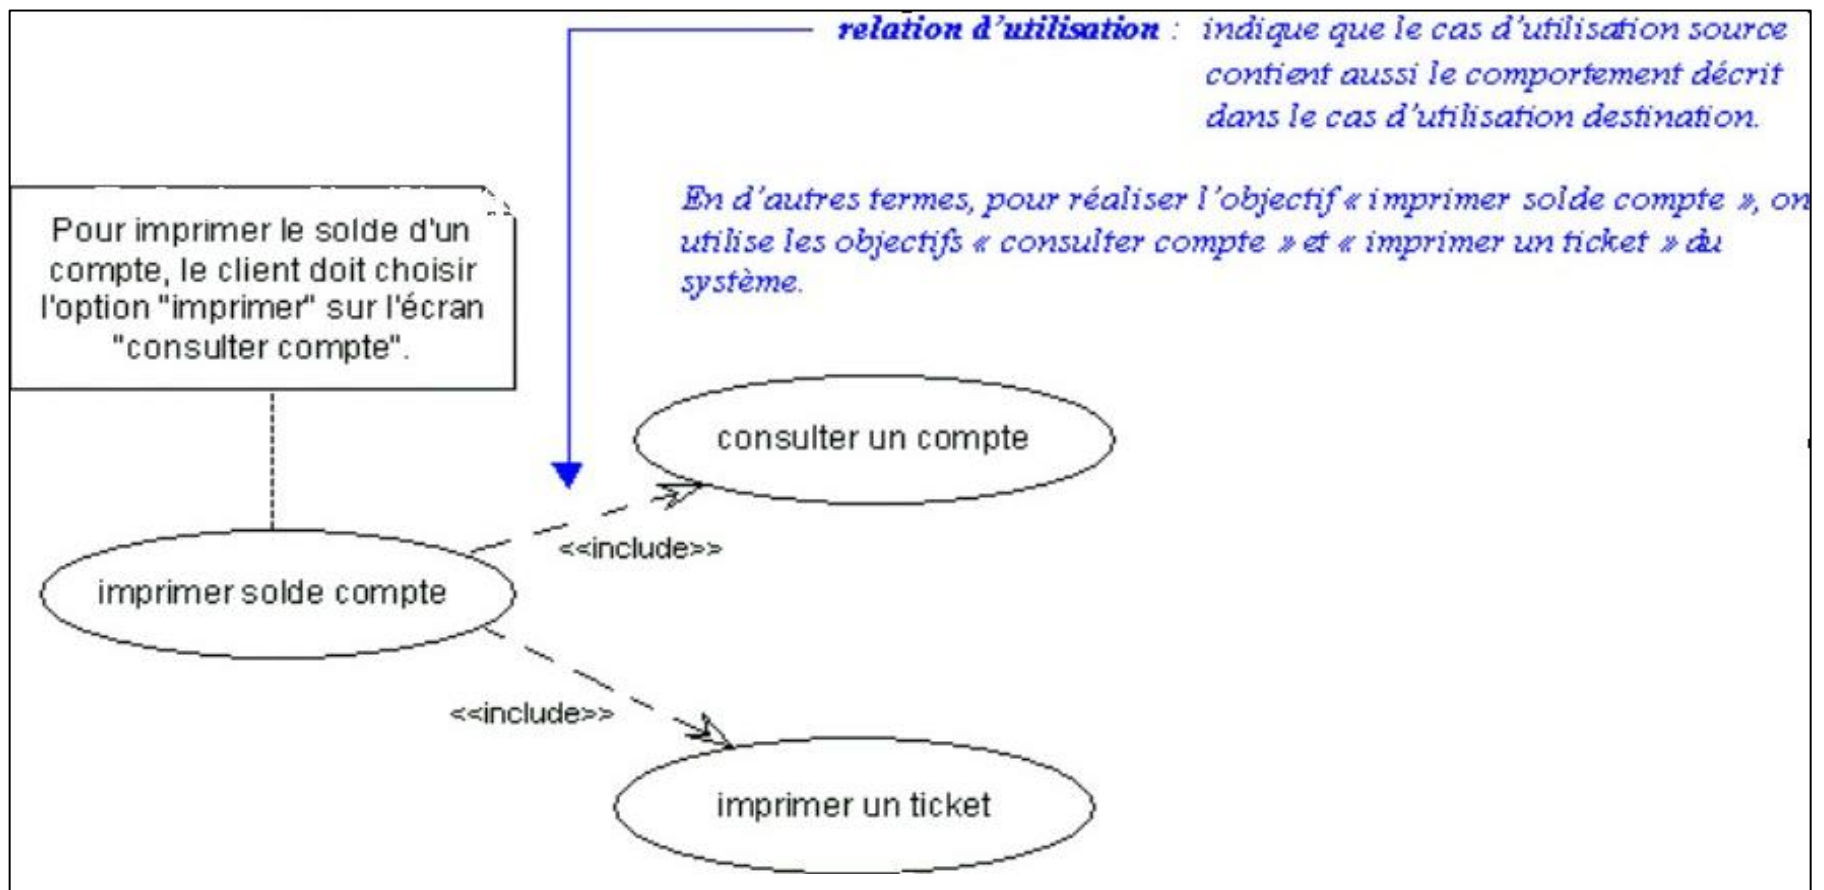 relation d'utilisation : indique que le cas d'utilisation source
contient aussi le comportement décrit
dans le cas d'utilisation destination.
En d'autres termes, pour réaliser l'objectif « imprimer solde compte », on
utilise les objectifs « consulter compte » et « imprimer un ticket » du
système.
Pour imprimer le solde d'un
compte, le client doit choisir
l'option "imprimer" sur l'écran
"consulter compte".
consulter un compte
<<include>>
imprimer solde compte
<<include>>
imprimer un ticket